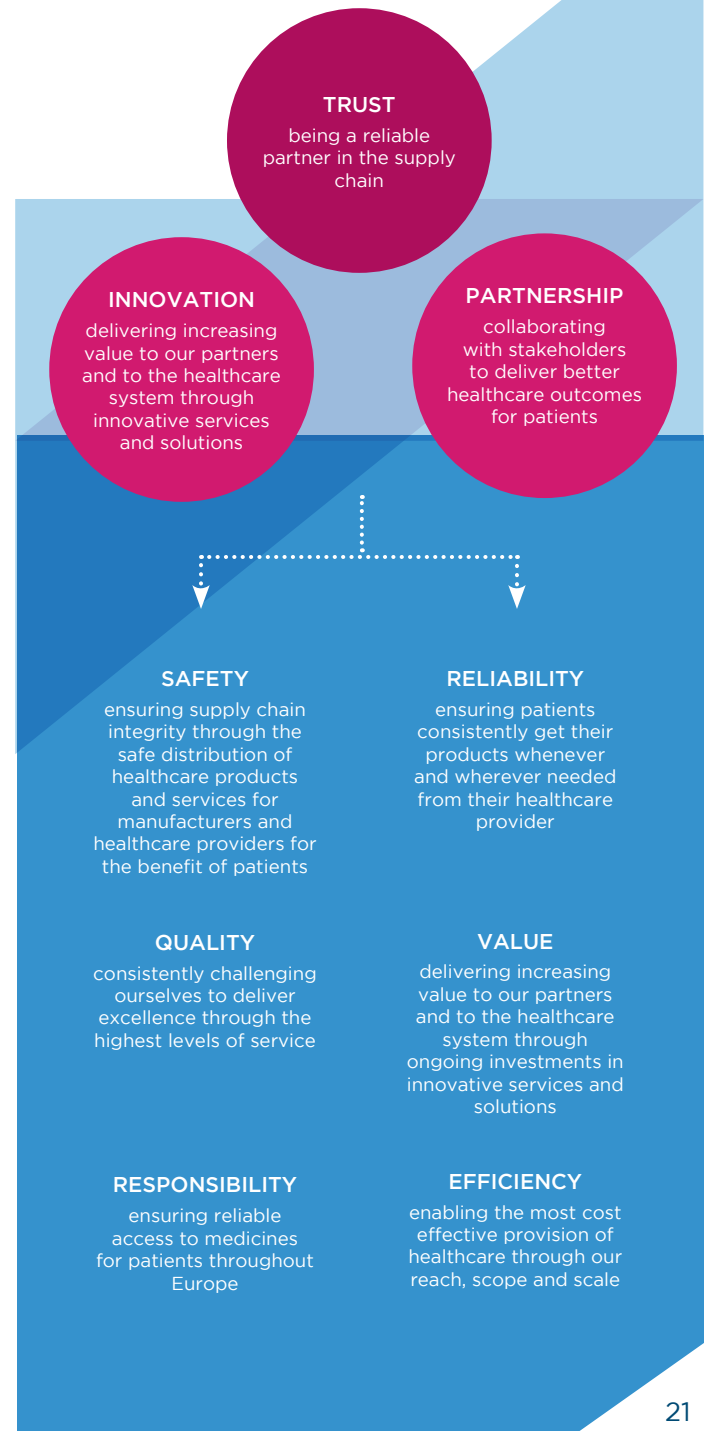 TRUST
being a reliable
partner in the supply
chain
INNOVATION
delivering increasing
value to our partners
and to the healthcare
system through
innovative services
and solutions
PARTNERSHIP
collaborating
with stakeholders
to deliver better
healthcare outcomes
for patients
SAFETY
ensuring supply chain
integrity through the
safe distribution of
healthcare products
and services for
manufacturers and
healthcare providers for
the benefit of patients
RELIABILITY
ensuring patients
consistently get their
products whenever
and wherever needed
from their healthcare
provider
QUALITY
consistently challenging
ourselves to deliver
excellence through the
highest levels of service
VALUE
delivering increasing
value to our partners
and to the healthcare
system through
ongoing investments in
innovative services and
solutions
RESPONSIBILITY
ensuring reliable
access to medicines
for patients throughout
Europe
EFFICIENCY
enabling the most cost
effective provision of
healthcare through our
reach, scope and scale
21